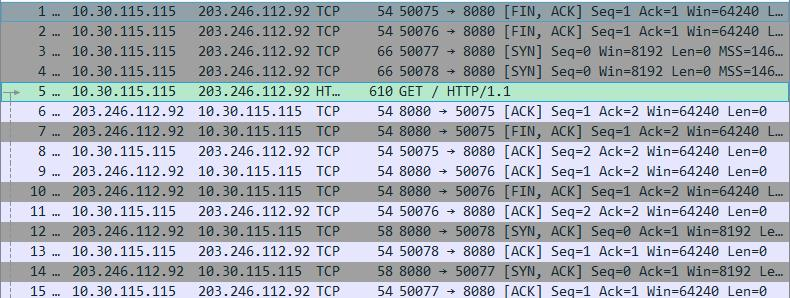 1 … 10.30.115.115 203.246.112.92 TCP 54 50075 → 8080 [FIN, ACK] Seq=1 Ack=1 Win=64240 L…
2 … 10.30.115.115 203.246.112.92 TCP 54 50076 → 8080 [FIN, ACK] Seq=1 Ack=1 Win=64240 L…
3 … 10.30.115.115 203.246.112.92 TCP 66 50077 → 8080 [SYN] Seq=0 Win=8192 Len=0 MSS=146…
4 … 10.30.115.115 203.246.112.92 TCP 66 50078 → 8080 [SYN] Seq=0 Win=8192 Len=0 MSS=146…
5 … 10.30.115.115 203.246.112.92 HT… 610 GET / HTTP/1.1
6 … 203.246.112.92 10.30.115.115 TCP 54 8080 → 50075 [ACK] Seq=1 Ack=2 Win=64240 Len=0
7 … 203.246.112.92 10.30.115.115 TCP 54 8080 → 50075 [FIN, ACK] Seq=1 Ack=2 Win=64240 L…
8 … 10.30.115.115 203.246.112.92 TCP 54 50075 → 8080 [ACK] Seq=2 Ack=2 Win=64240 Len=0
9 … 203.246.112.92 10.30.115.115 TCP 54 8080 → 50076 [ACK] Seq=1 Ack=2 Win=64240 Len=0
10 … 203.246.112.92 10.30.115.115 TCP 54 8080 → 50076 [FIN, ACK] Seq=1 Ack=2 Win=64240 L…
11 … 10.30.115.115 203.246.112.92 TCP 54 50076 → 8080 [ACK] Seq=2 Ack=2 Win=64240 Len=0
12 … 203.246.112.92 10.30.115.115 TCP 58 8080 → 50078 [SYN, ACK] Seq=0 Ack=1 Win=8192 Le…
13 … 10.30.115.115 203.246.112.92 TCP 54 50078 → 8080 [ACK] Seq=1 Ack=1 Win=64240 Len=0
14 … 203.246.112.92 10.30.115.115 TCP 58 8080 → 50077 [SYN, ACK] Seq=0 Ack=1 Win=8192 Le…
15 … 10.30.115.115 203.246.112.92 TCP 54 50077 → 8080 [ACK] Seq=1 Ack=1 Win=64240 Len=0